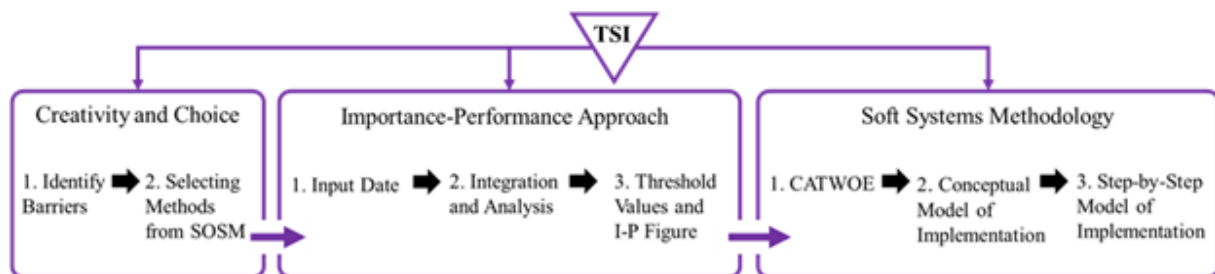 TSI
Creativity and Choice
1. Identify
Barriers
2. Selecting
Methods
from SOSM
Importance-Performance Approach
1. Input Date
2. Integration
and Analysis
3. Threshold
Values and
I-P Figure
Soft Systems Methodology
1. CATWOE
2. Conceptual
Model of
Implementation
3. Step-by-Step
Model of
Implementation